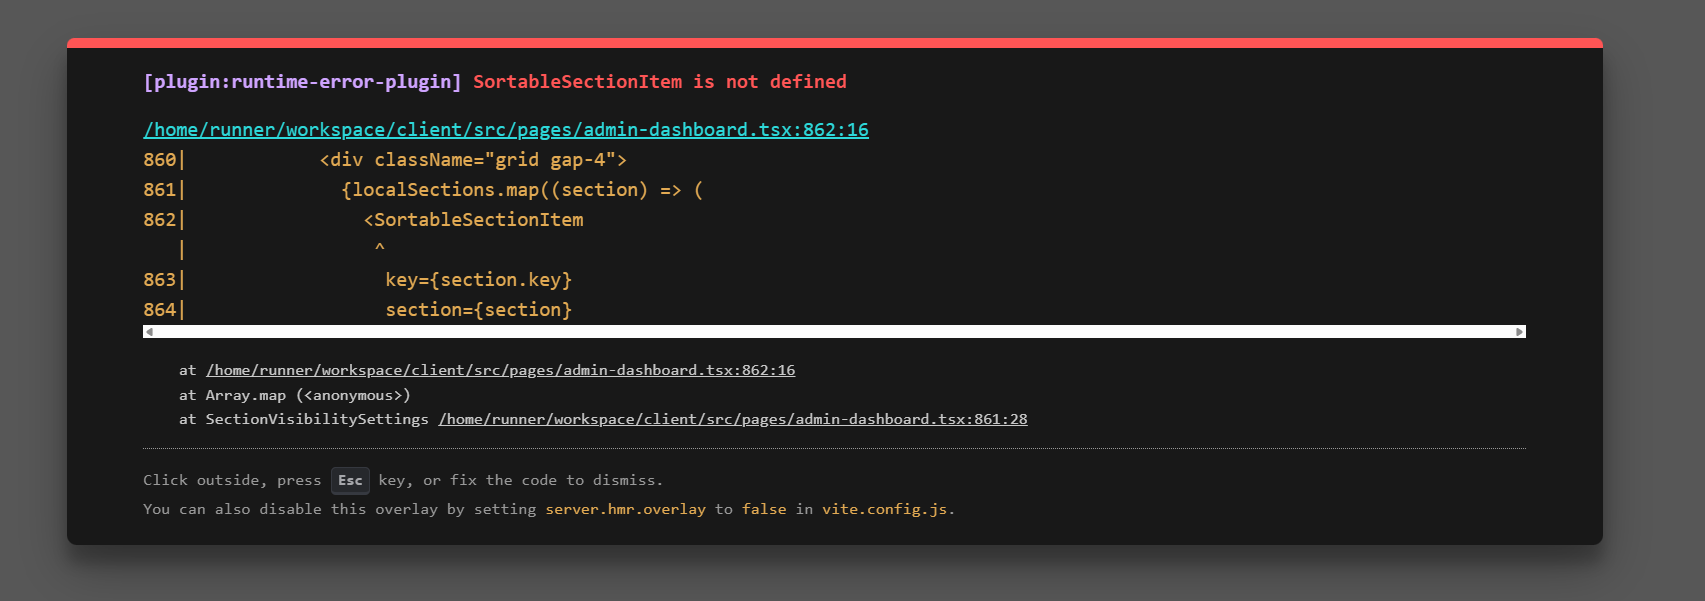 [plugin:runtime-error-plugin] SortableSectionItem is not defined
/home/runner/workspace/client/src/pages/admin-dashboard.tsx:862:16
860|            <div className="grid gap-4">
861|              {localSections.map((section) => (
862|                <SortableSectionItem
   |                 ^
863|                  key={section.key}
864|                  section={section}
at /home/runner/workspace/client/src/pages/admin-dashboard.tsx:862:16
at Array.map (<anonymous>)
at SectionVisibilitySettings /home/runner/workspace/client/src/pages/admin-dashboard.tsx:861:28
Click outside, press Esc key, or fix the code to dismiss.
You can also disable this overlay by setting server.hmr.overlay to false in vite.config.js.